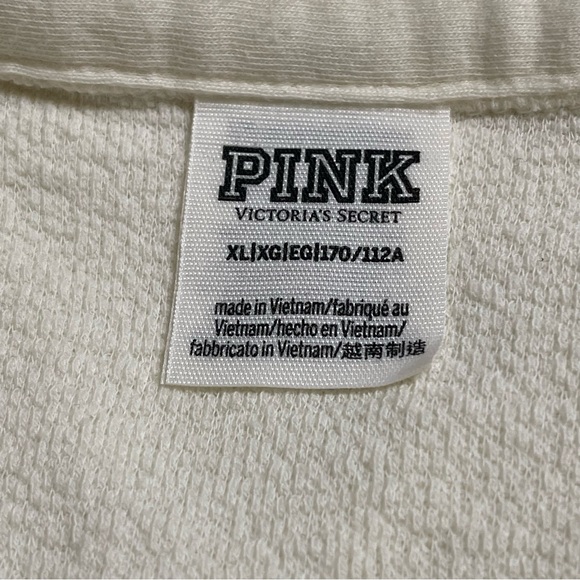 PINK
VICTORIA'S SECRET
XL|XG|EG|170/112A
made in Vietnam/fabriqué au
Vietnam/hecho en Vietnam/
fabbricato in Vietnam/越南制造